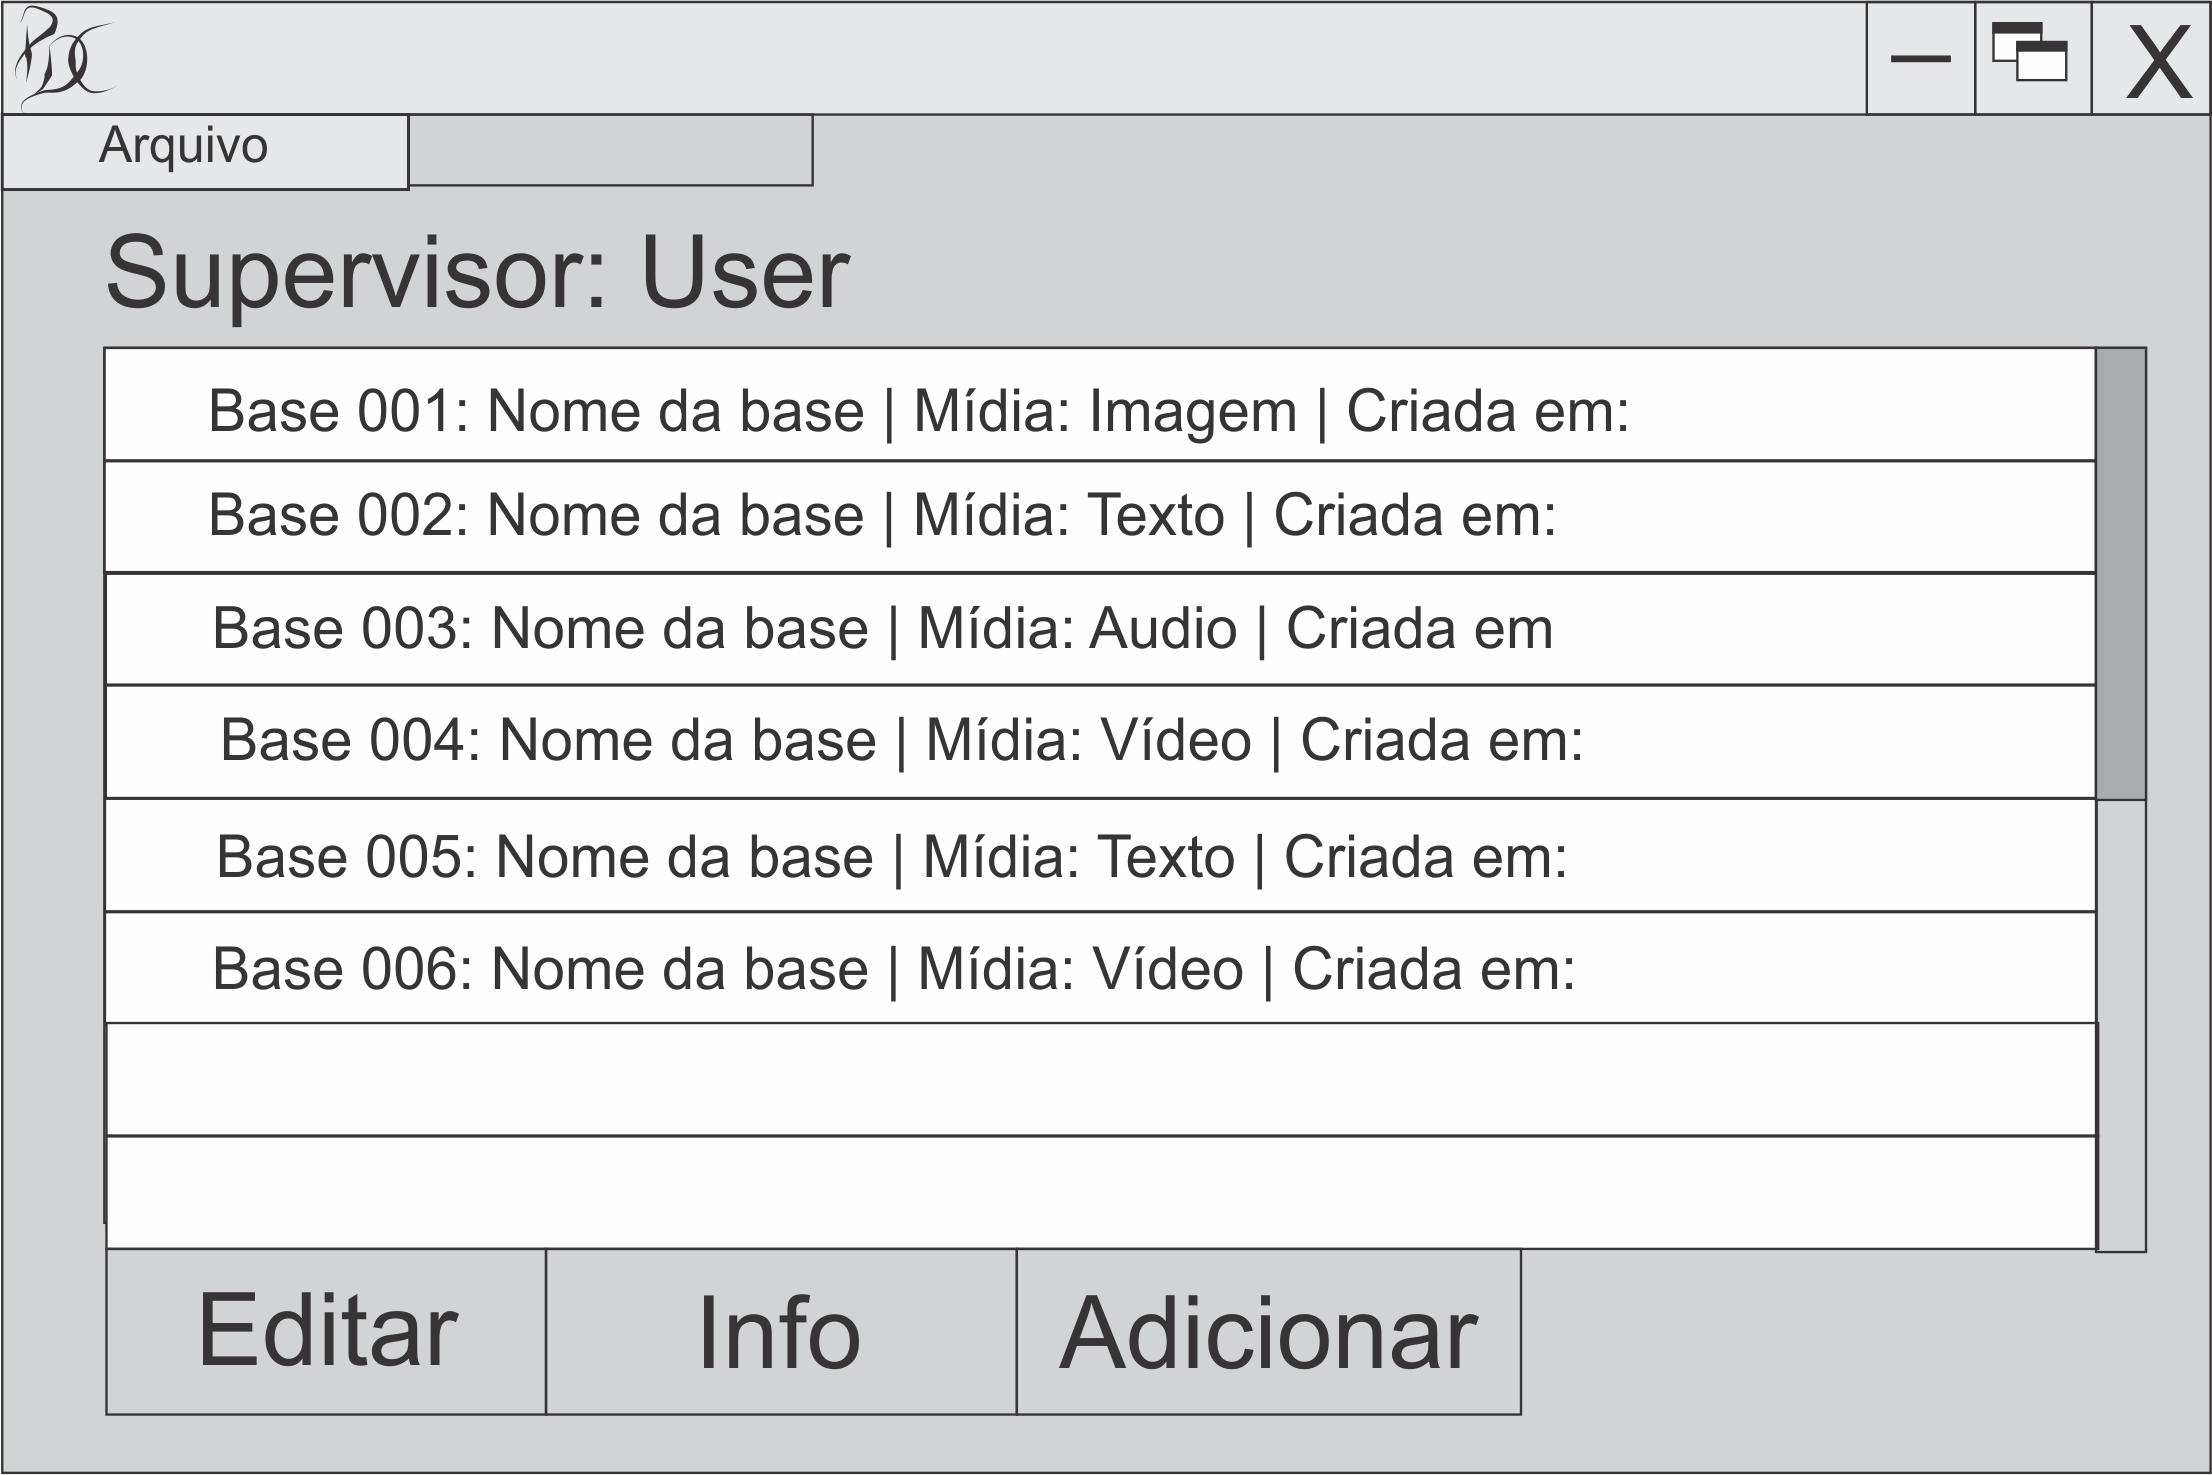 PDC
X
Arquivo
Supervisor: User
Base 001: Nome da base | Mídia: Imagem | Criada em:
Base 002: Nome da base | Mídia: Texto | Criada em:
Base 003: Nome da base | Mídia: Audio | Criada em
Base 004: Nome da base | Mídia: Vídeo | Criada em:
Base 005: Nome da base | Mídia: Texto | Criada em:
Base 006: Nome da base | Mídia: Vídeo | Criada em:
Editar Info Adicionar